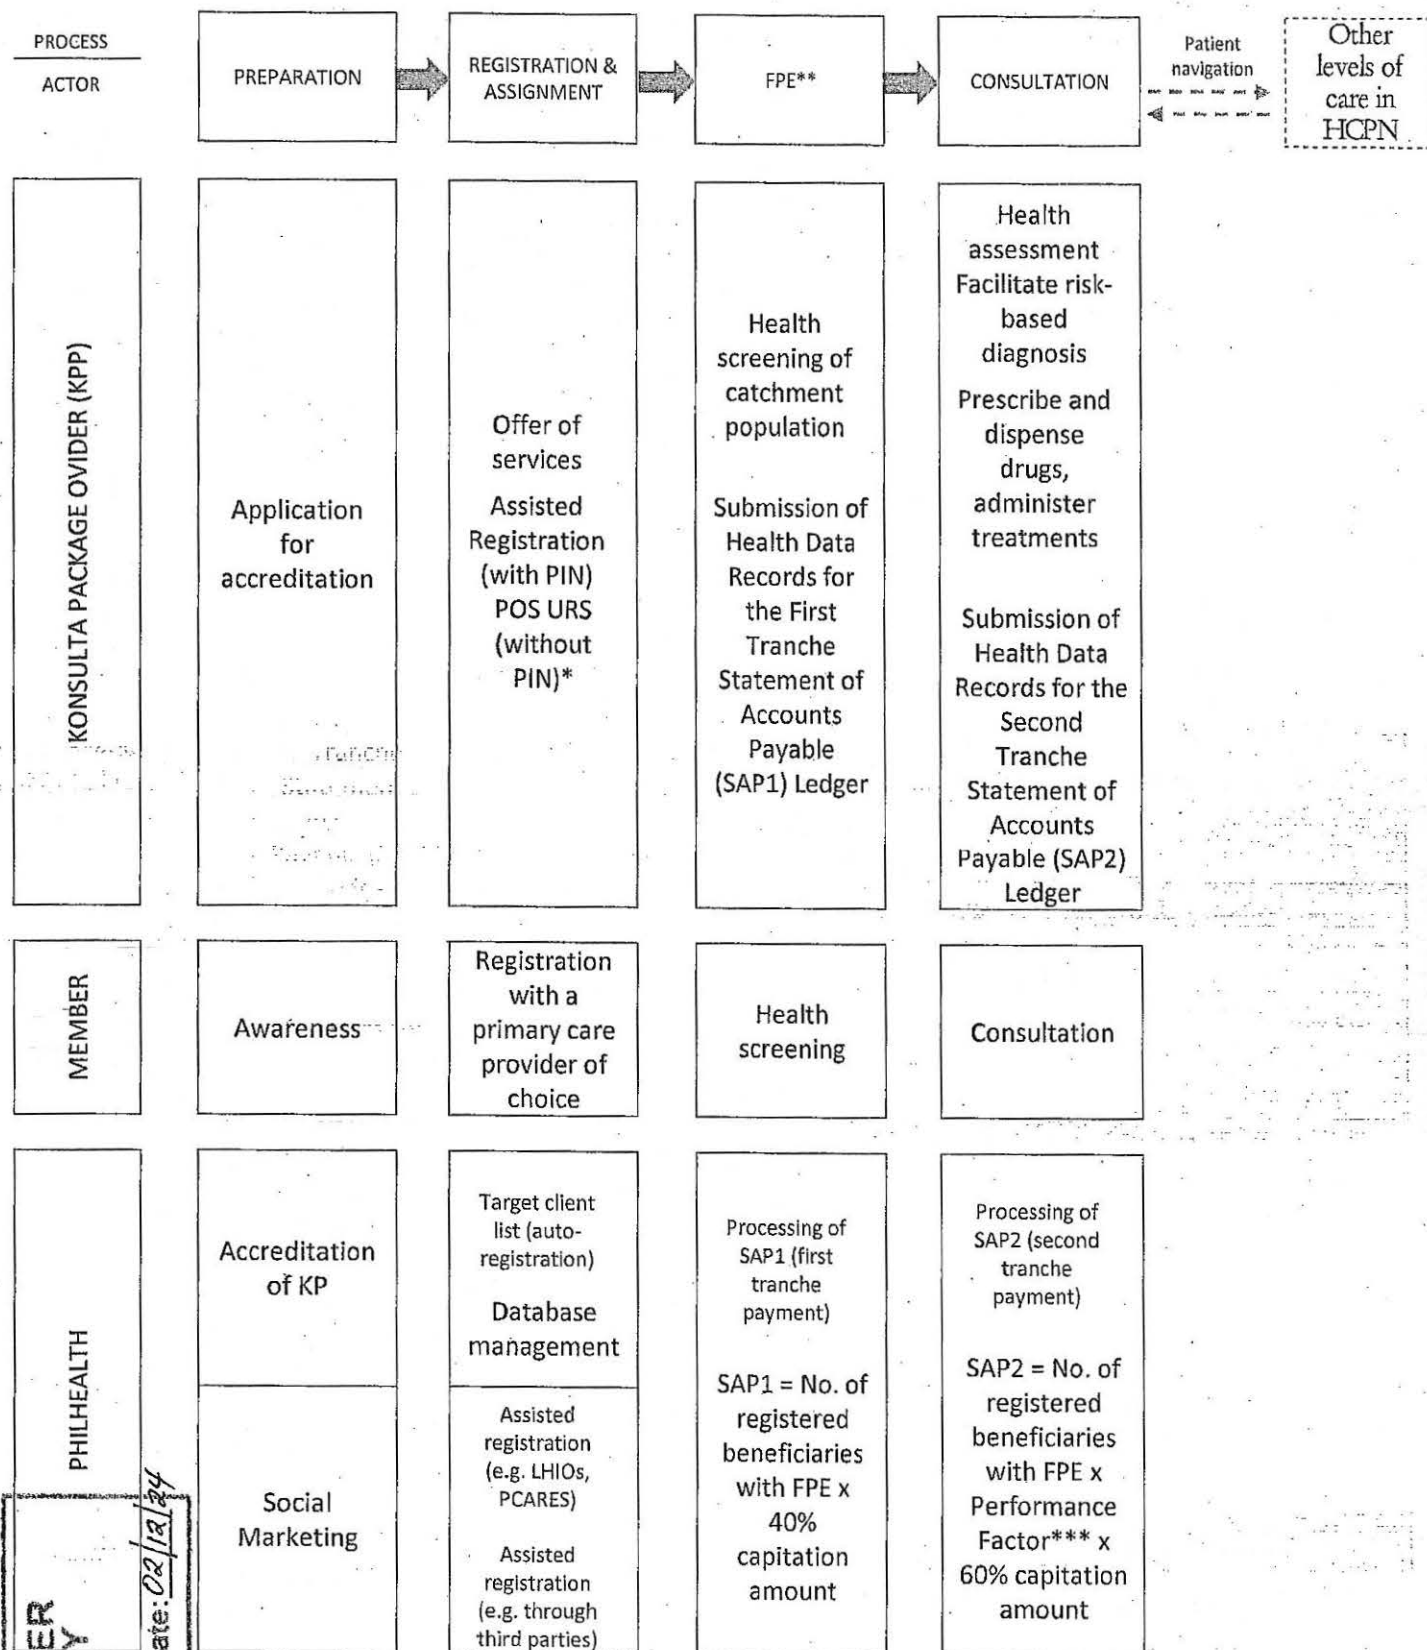 PROCESS
ACTOR
PREPARATION
REGISTRATION &
ASSIGNMENT
FPE**
CONSULTATION
Patient
navigation
Other
levels of
care in
HCPN
KONSULTA PACKAGE OVIDER (KPP)
Application
for
accreditation
Offer of
services
Assisted
Registration
(with PIN)
POS URS
(without
PIN)*
Health
screening of
catchment
population
Submission of
Health Data
Records for
the First
Tranche
Statement of
Accounts
Payable
(SAP1) Ledger
Health
assessment
Facilitate risk-
based
diagnosis
Prescribe and
dispense
drugs,
administer
treatments
Submission of
Health Data
Records for the
Second
Tranche
Statement of
Accounts
Payable (SAP2)
Ledger
MEMBER
Awareness
Registration
with a
primary care
provider of
choice
Health
screening
Consultation
PHILHEALTH
Accreditation
of KP
Social
Marketing
Target client
list (auto-
registration)
Database
management
Assisted
registration
(e.g. LHIOs,
PCARES)
Assisted
registration
(e.g. through
third parties)
Processing of
SAP1 (first
tranche
payment)
SAP1 = No. of
registered
beneficiaries
with FPE x
40%
capitation
amount
Processing of
SAP2 (second
tranche
payment)
SAP2 = No. of
registered
beneficiaries
with FPE x
Performance
Factor*** x
60% capitation
amount
ER
Y
ate: 02/12/24